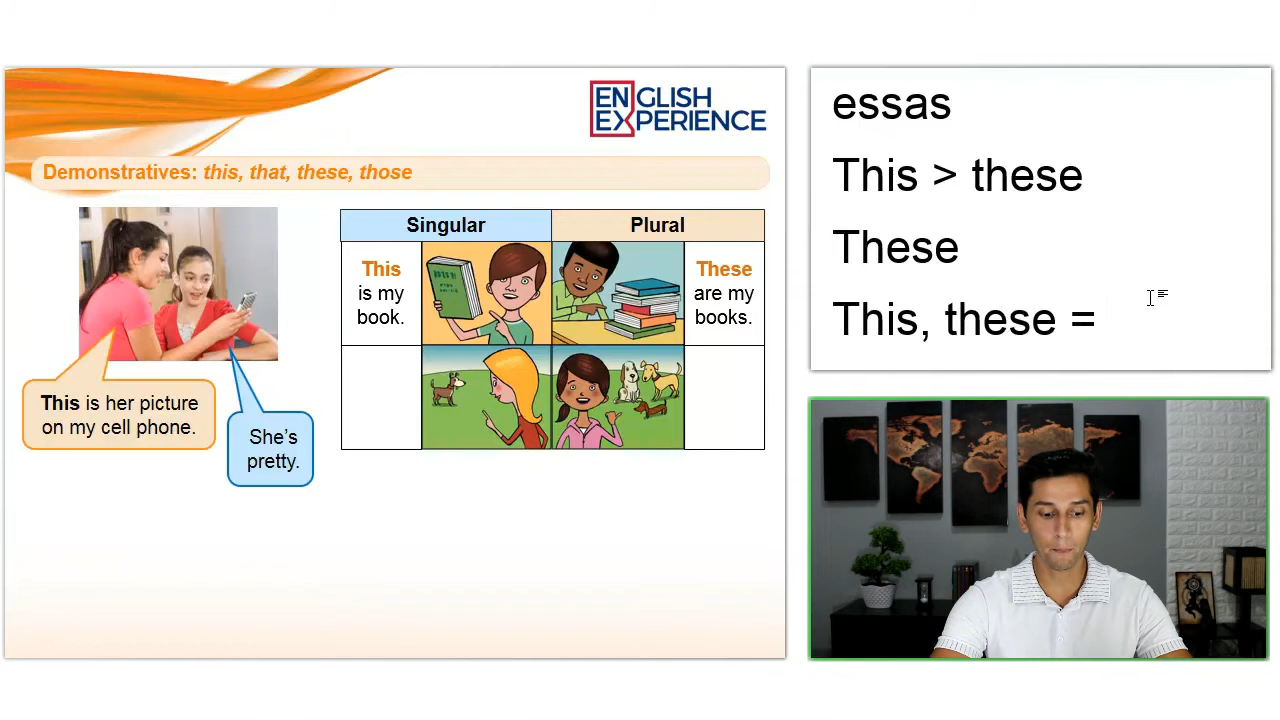 ENGLISH
EXPERIENCE
Demonstratives: this, that, these, those
Singular
Plural
This
is my
book.
These
are my
books.
This is her picture
on my cell phone.
She's
pretty.
essas
This > these
These
This, these =